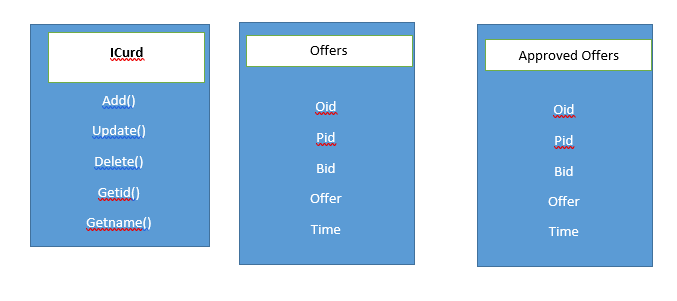 ICurd
Add()
Update()
Delete()
Getid()
Getname()
Offers
Oid
Pid
Bid
Offer
Time
Approved Offers
Oid
Pid
Bid
Offer
Time